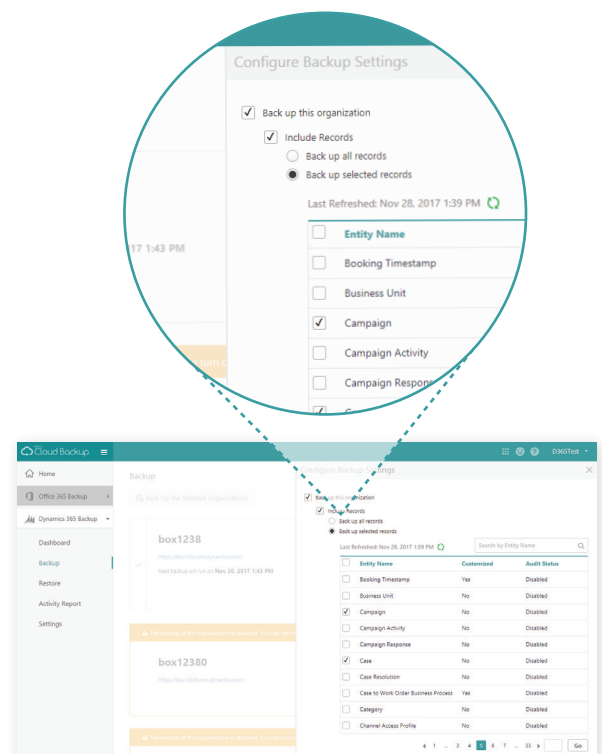 Configure Backup Settings
Back up this organization
Include Records
Back up all records
Back up selected records
Last Refreshed: Nov 28, 2017 1:39 PM
Entity Name
17 1:43 PM
Booking Timestamp
Business Unit
Campaign
Campaign Activity
turn
Campaign Respon
Cloud Backup
D365Test
Home
Backup
Configure Backup Settings
Office 365 Backup
Back Up the Selected Organizations
Back up this organization
Dynamics 365 Backup
Include Records
Back up all records
Back up selected records
Dashboard
box1238
Last Refreshed: Nov 28, 2017 1:39 PM
Search by Entity Name
Backup
Next backup will run on Nov 30, 2017 1:43 PM
Entity Name Customized Audit Status
Restore
Booking Timestamp Yes Disabled
Activity Report
Business Unit No Disabled
Settings
Campaign No Disabled
Campaign Activity No Disabled
Campaign Response No Disabled
box12380
Case No Disabled
Case Resolution No Disabled
Case to Work Order Business Process Yes Disabled
Category No Disabled
Channel Access Profile No Disabled
1 ... 3 4 5 6 7 ... 33 Go